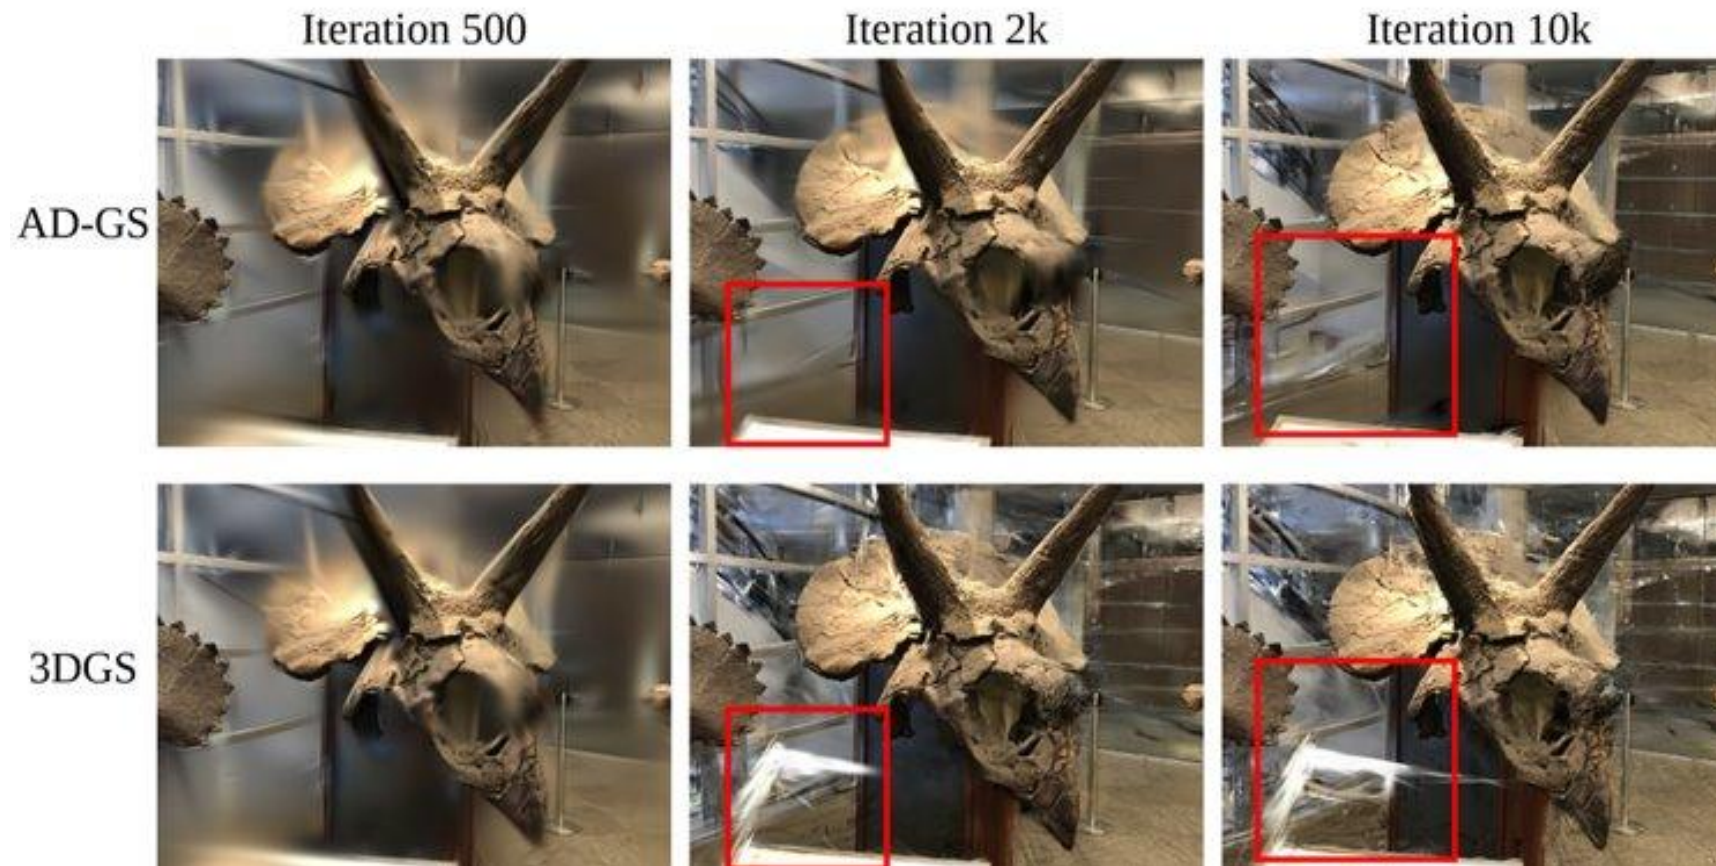 Iteration 500
Iteration 2k
Iteration 10k
AD-GS
3DGS